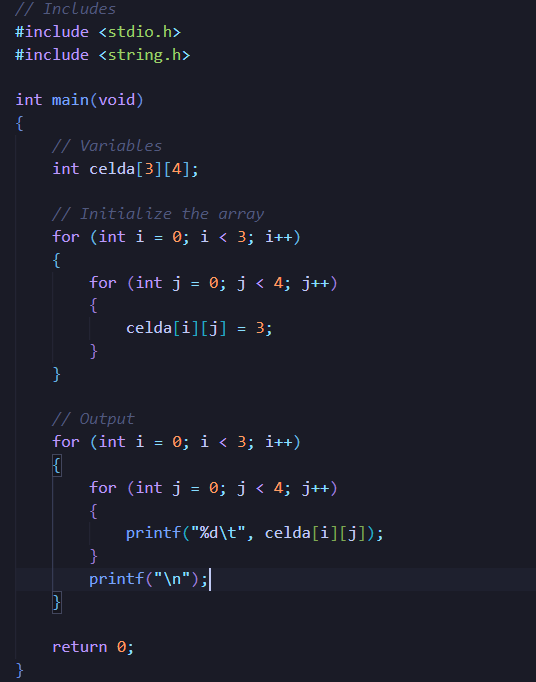 // Includes
#include <stdio.h>
#include <string.h>

int main(void)
{
    // Variables
    int celda[3][4];

    // Initialize the array
    for (int i = 0; i < 3; i++)
    {
        for (int j = 0; j < 4; j++)
        {
            celda[i][j] = 3;
        }
    }

    // Output
    for (int i = 0; i < 3; i++)
    {
        for (int j = 0; j < 4; j++)
        {
            printf("%d\t", celda[i][j]);
        }
        printf("\n");
    }

    return 0;
}